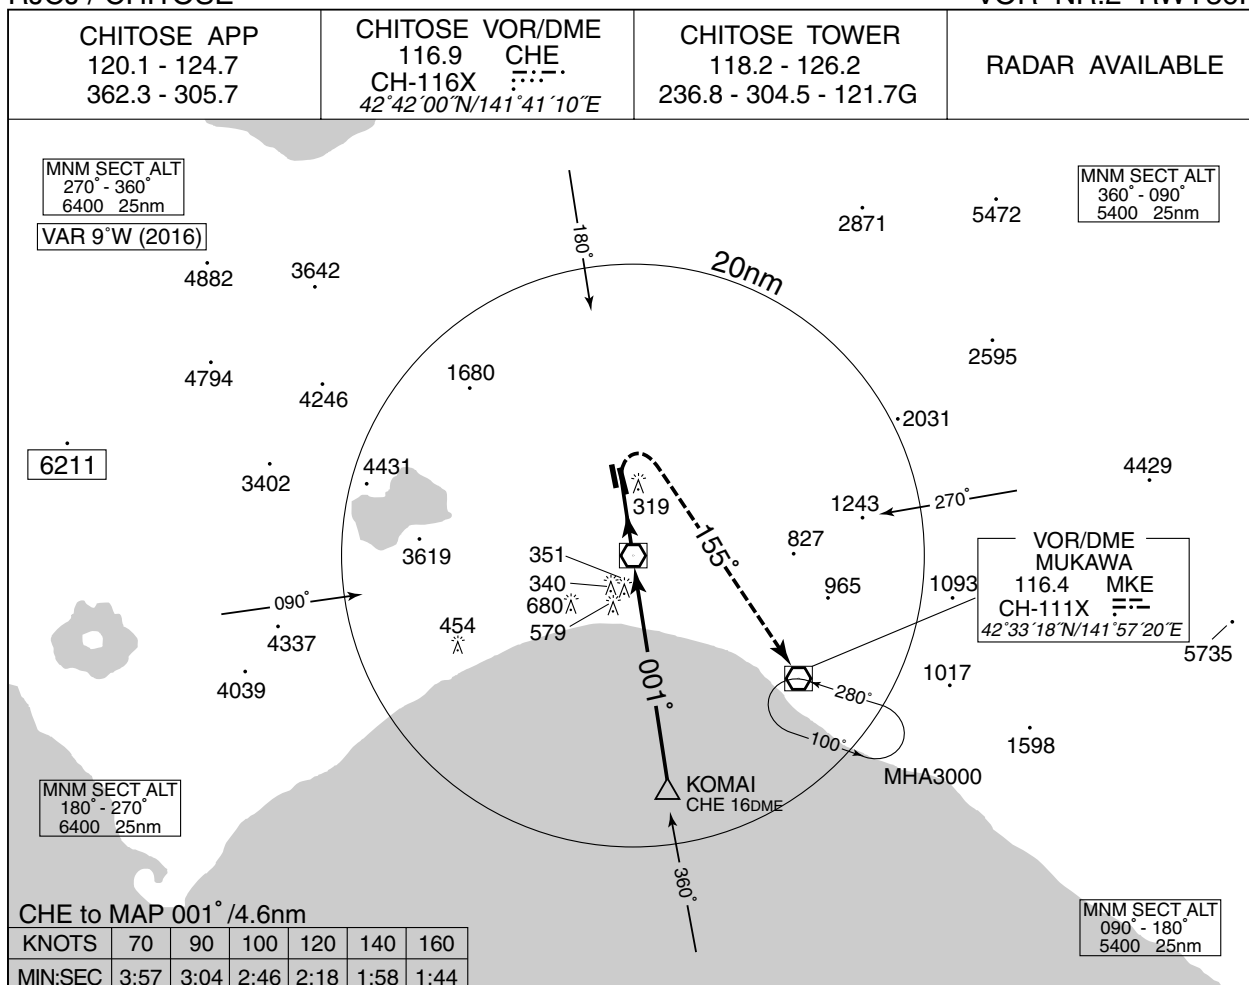 RJCJ / CHITOSE
VOR NR.2 RWY36
CHITOSE APP
120.1 - 124.7
362.3 - 305.7
CHITOSE VOR/DME
116.9 CHE
CH-116X
42°42´00˝N/141°41´10˝E
CHITOSE TOWER
118.2 - 126.2
236.8 - 304.5 - 121.7G
RADAR AVAILABLE
MNM SECT ALT
270° - 360°
6400 25nm
VAR 9°W (2016)
MNM SECT ALT
360° - 090°
5400 25nm
180°
20nm
2871
5472
4882
3642
4794
4246
1680
2595
2031
6211
3402
4431
4429
319
1243
270°
155°
827
3619
351
340
680
579
965
1093
VOR/DME
MUKAWA
116.4 MKE
CH-111X
42°33´18˝N/141°57´20˝E
090°
454
4337
4039
001°
1017
5735
280°
100°
1598
MHA3000
KOMAI
CHE 16DME
MNM SECT ALT
180° - 270°
6400 25nm
360°
MNM SECT ALT
090° - 180°
5400 25nm
CHE to MAP 001° /4.6nm
KNOTS 70 90 100 120 140 160
MIN:SEC 3:57 3:04 2:46 2:18 1:58 1:44